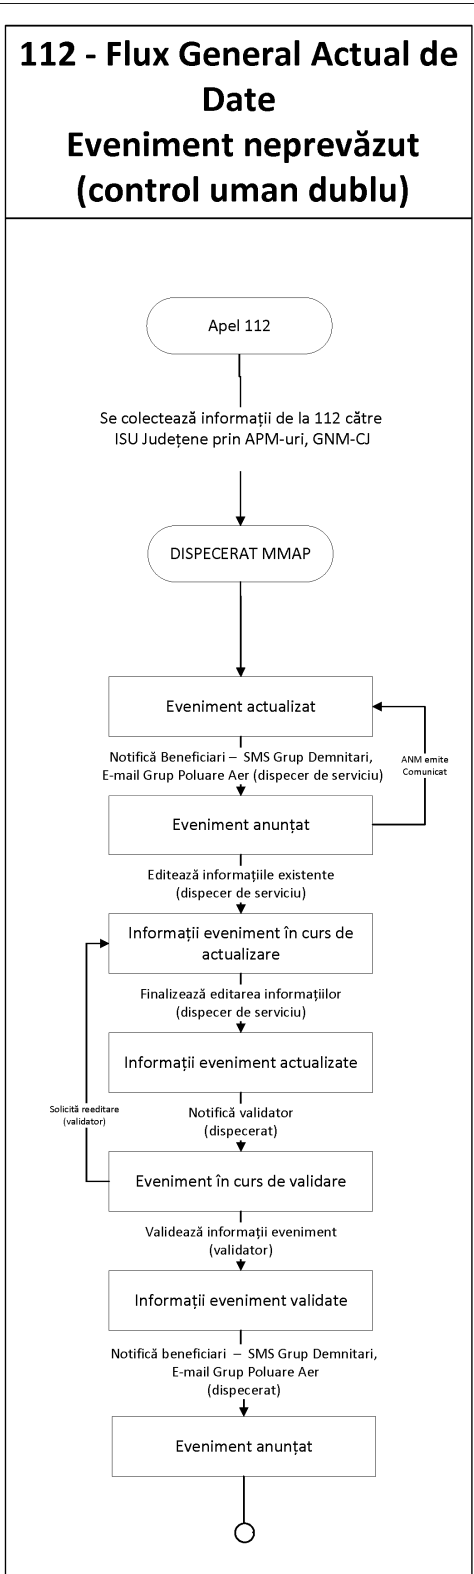 112 - Flux General Actual de
Date
Eveniment neprevăzut
(control uman dublu)
Apel 112
Se colectează informații de la 112 către
ISU Județene prin APM-uri, GNM-CJ
DISPECERAT MMAP
Eveniment actualizat
Notifică Beneficiari – SMS Grup Demnitari,
E-mail Grup Poluare Aer (dispecer de serviciu)
ANM emite
Comunicat
Eveniment anunțat
Editează informațiile existente
(dispecer de serviciu)
Informații eveniment în curs de
actualizare
Finalizează editarea informațiilor
(dispecer de serviciu)
Informații eveniment actualizate
Solicită reeditare
(validator)
Notifică validator
(dispecerat)
Eveniment în curs de validare
Validează informații eveniment
(validator)
Informații eveniment validate
Notifică beneficiari – SMS Grup Demnitari,
E-mail Grup Poluare Aer
(dispecerat)
Eveniment anunțat